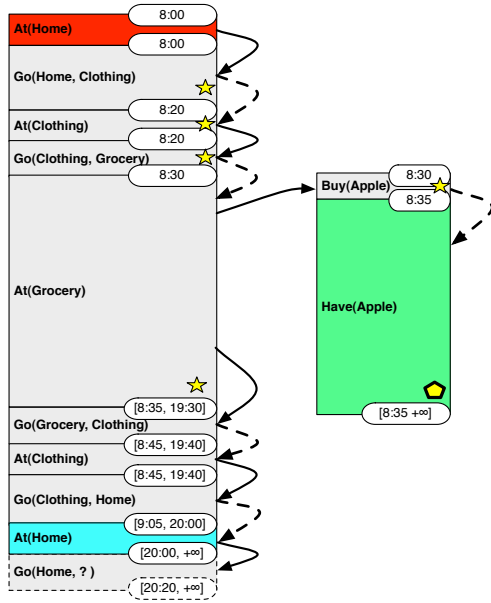 8:00
At(Home)
8:00
Go(Home, Clothing)
8:20
At(Clothing)
8:20
Go(Clothing, Grocery)
8:30
At(Grocery)
[8:35, 19:30]
Go(Grocery, Clothing)
[8:45, 19:40]
At(Clothing)
[8:45, 19:40]
Go(Clothing, Home)
[9:05, 20:00]
At(Home)
[20:00, +∞]
Go(Home, ? )
[20:20, +∞]
8:30
Buy(Apple)
8:35
Have(Apple)
[8:35 +∞]